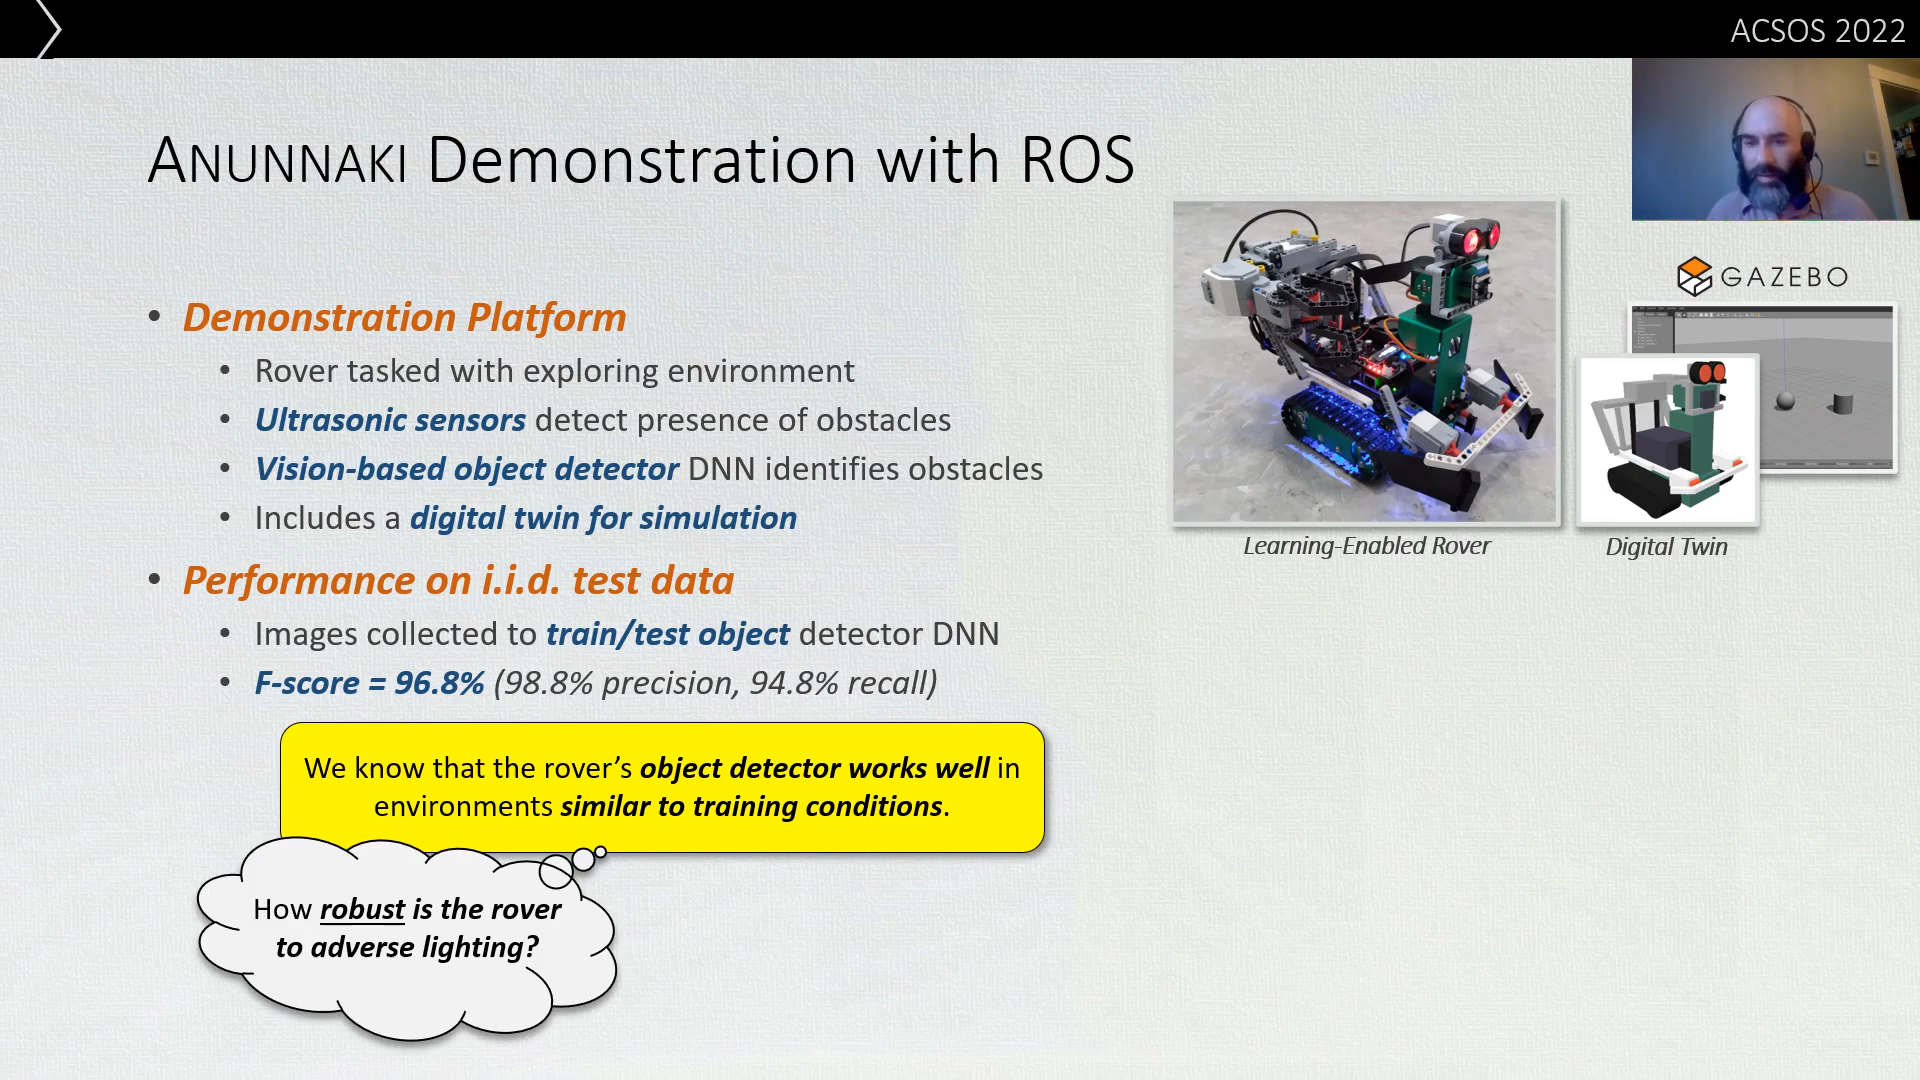 ACSOS 2022
ANUNNAKI Demonstration with ROS
• Demonstration Platform
• Rover tasked with exploring environment
• Ultrasonic sensors detect presence of obstacles
• Vision-based object detector DNN identifies obstacles
• Includes a digital twin for simulation
• Performance on i.i.d. test data
• Images collected to train/test object detector DNN
• F-score = 96.8% (98.8% precision, 94.8% recall)
We know that the rover’s object detector works well in
environments similar to training conditions.
How robust is the rover
to adverse lighting?
GAZEBO
Learning-Enabled Rover
Digital Twin